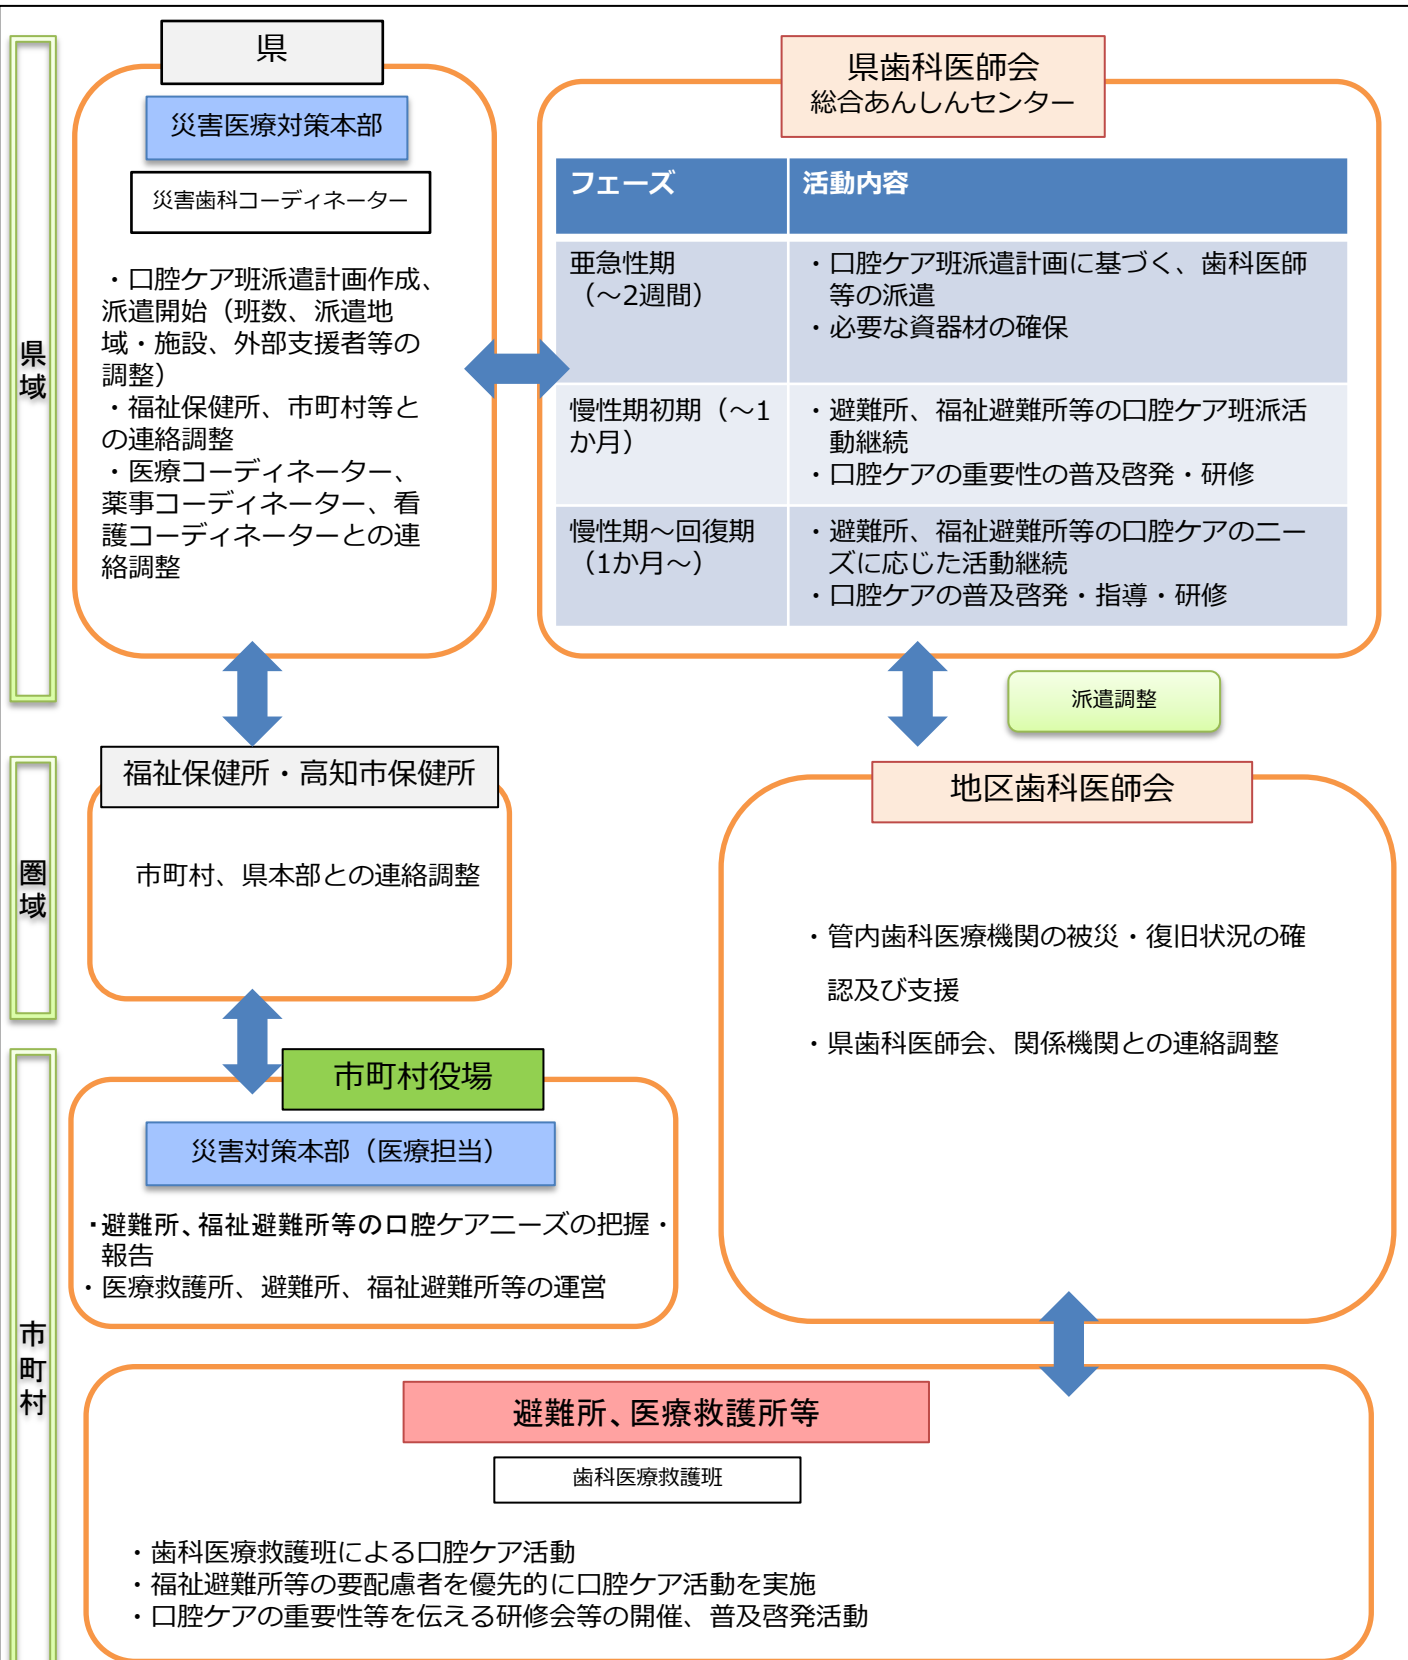 県域
県
災害医療対策本部
災害歯科コーディネーター
・口腔ケア班派遣計画作成、
派遣開始（班数、派遣地
域・施設、外部支援者等の
調整）
・福祉保健所、市町村等と
の連絡調整
・医療コーディネーター、
薬事コーディネーター、看
護コーディネーターとの連
絡調整
県歯科医師会
総合あんしんセンター
フェーズ
活動内容
亜急性期
（～2週間）
・口腔ケア班派遣計画に基づく、歯科医師
等の派遣
・必要な資器材の確保
慢性期初期（～1
か月）
・避難所、福祉避難所等の口腔ケア班派活
動継続
・口腔ケアの重要性の普及啓発・研修
慢性期～回復期
（1か月～）
・避難所、福祉避難所等の口腔ケアのニー
ズに応じた活動継続
・口腔ケアの普及啓発・指導・研修
派遣調整
圏域
福祉保健所・高知市保健所
市町村、県本部との連絡調整
地区歯科医師会
・管内歯科医療機関の被災・復旧状況の確
認及び支援
・県歯科医師会、関係機関との連絡調整
市町村
市町村役場
災害対策本部（医療担当）
・避難所、福祉避難所等の口腔ケアニーズの把握・
報告
・医療救護所、避難所、福祉避難所等の運営
避難所、医療救護所等
歯科医療救護班
・歯科医療救護班による口腔ケア活動
・福祉避難所等の要配慮者を優先的に口腔ケア活動を実施
・口腔ケアの重要性等を伝える研修会等の開催、普及啓発活動